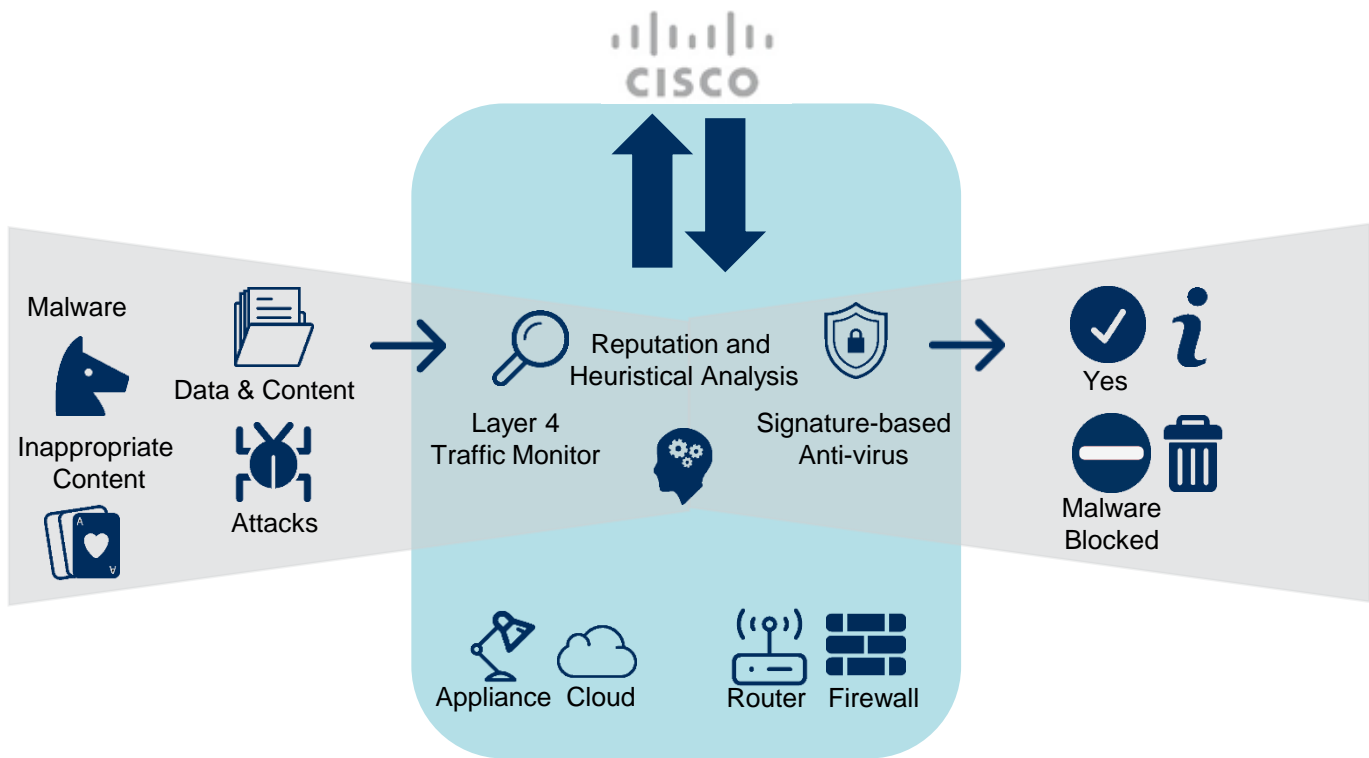 CISCO
Malware
Data & Content
Inappropriate
Content
A
A
Attacks
Layer 4
Traffic Monitor
Reputation and
Heuristical Analysis
Signature-based
Anti-virus
Yes
i
Malware
Blocked
Appliance
Cloud
Router
Firewall